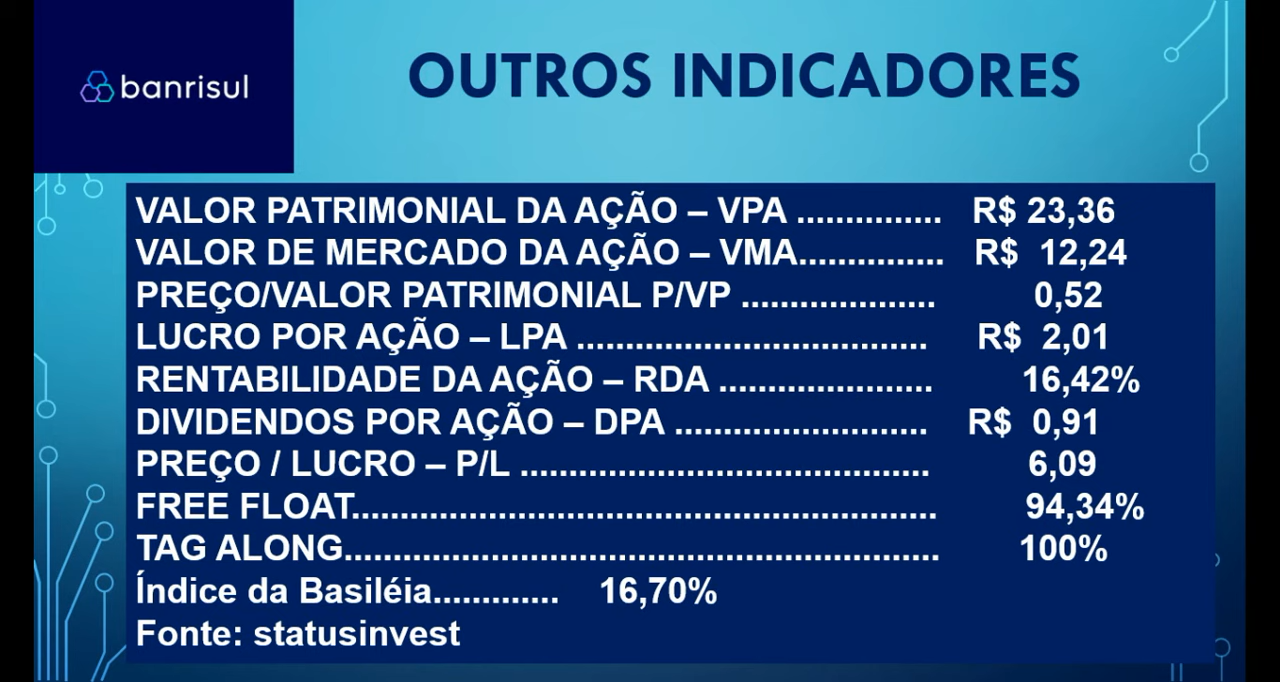 banrisul
OUTROS INDICADORES
VALOR PATRIMONIAL DA AÇÃO – VPA ............... R$ 23,36
VALOR DE MERCADO DA AÇÃO – VMA............... R$ 12,24
PREÇO/VALOR PATRIMONIAL P/VP .................... 0,52
LUCRO POR AÇÃO – LPA .................................... R$ 2,01
RENTABILIDADE DA AÇÃO – RDA ...................... 16,42%
DIVIDENDOS POR AÇÃO – DPA .......................... R$ 0,91
PREÇO / LUCRO – P/L .......................................... 6,09
FREE FLOAT............................................................ 94,34%
TAG ALONG............................................................. 100%
Índice da Basiléia............. 16,70%
Fonte: statusinvest